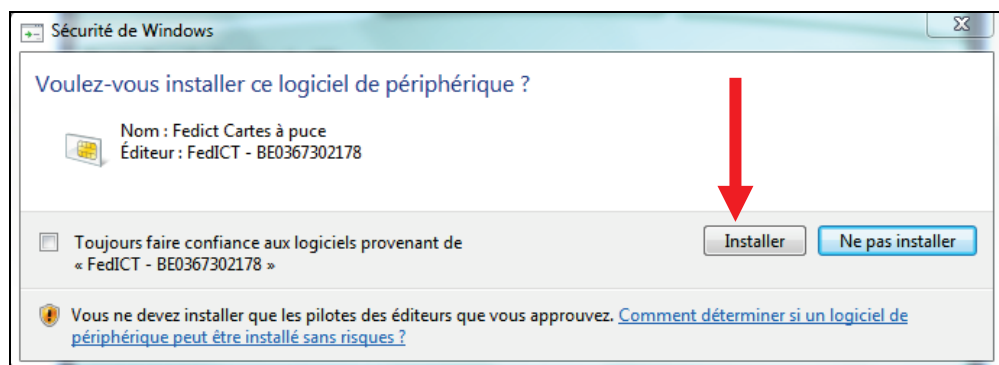 Sécurité de Windows
Voulez-vous installer ce logiciel de périphérique ?
Nom : Fedict Cartes à puce
Éditeur : FedICT - BE0367302178
Toujours faire confiance aux logiciels provenant de
« FedICT - BE0367302178 »
Installer
Ne pas installer
Vous ne devez installer que les pilotes des éditeurs que vous approuvez. Comment déterminer si un logiciel de
périphérique peut être installé sans risques ?